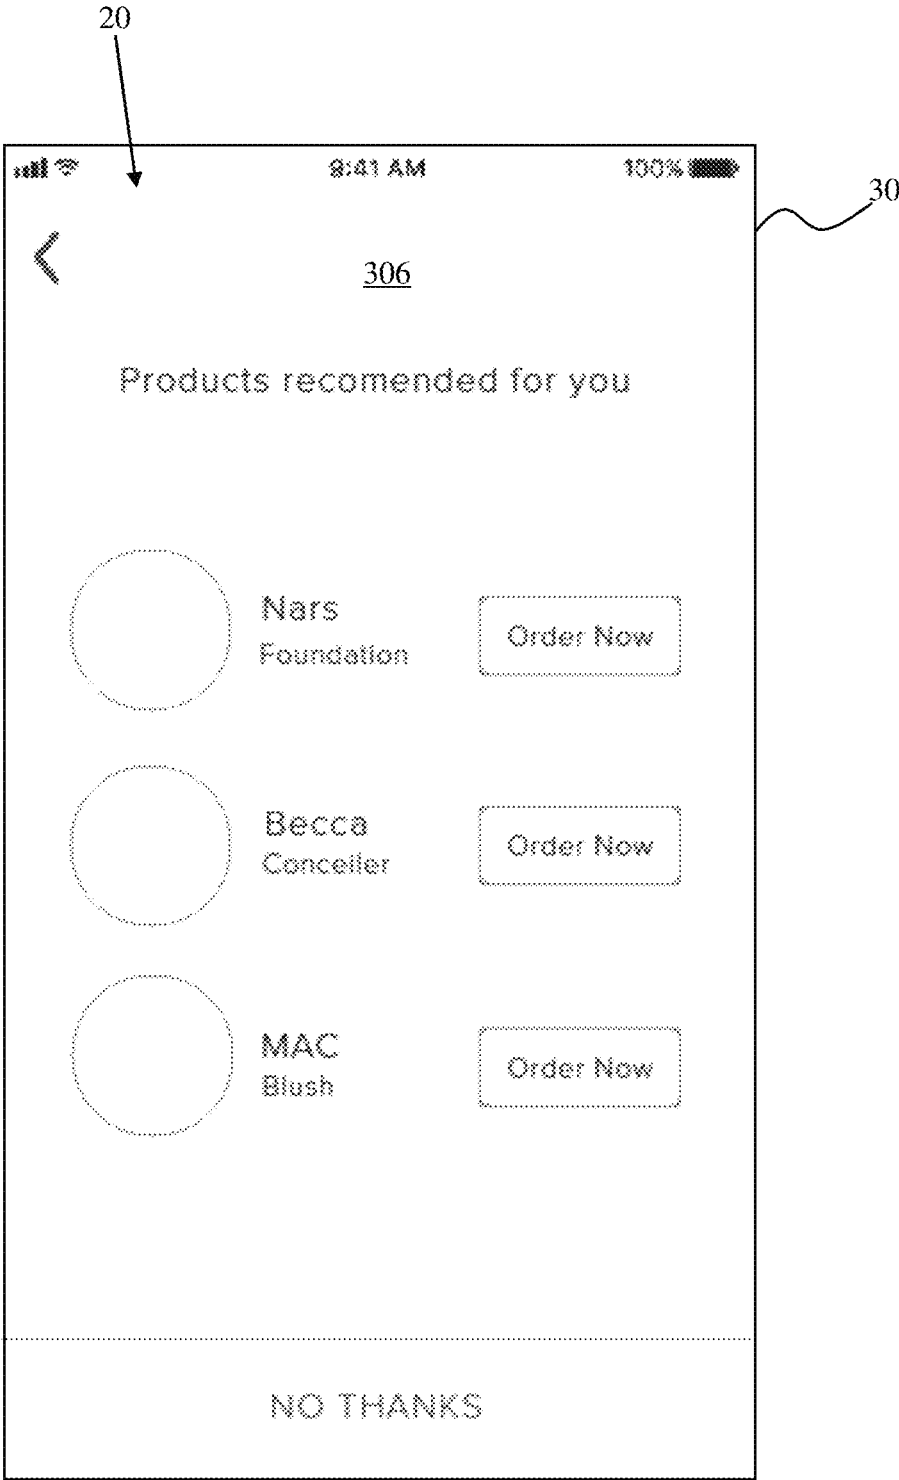 20
9:41 AM
100%
30
306
Products recomended for you
Nars
Foundation
Order Now
Becca
Conceiler
Order Now
MAC
Blush
Order Now
NO THANKS